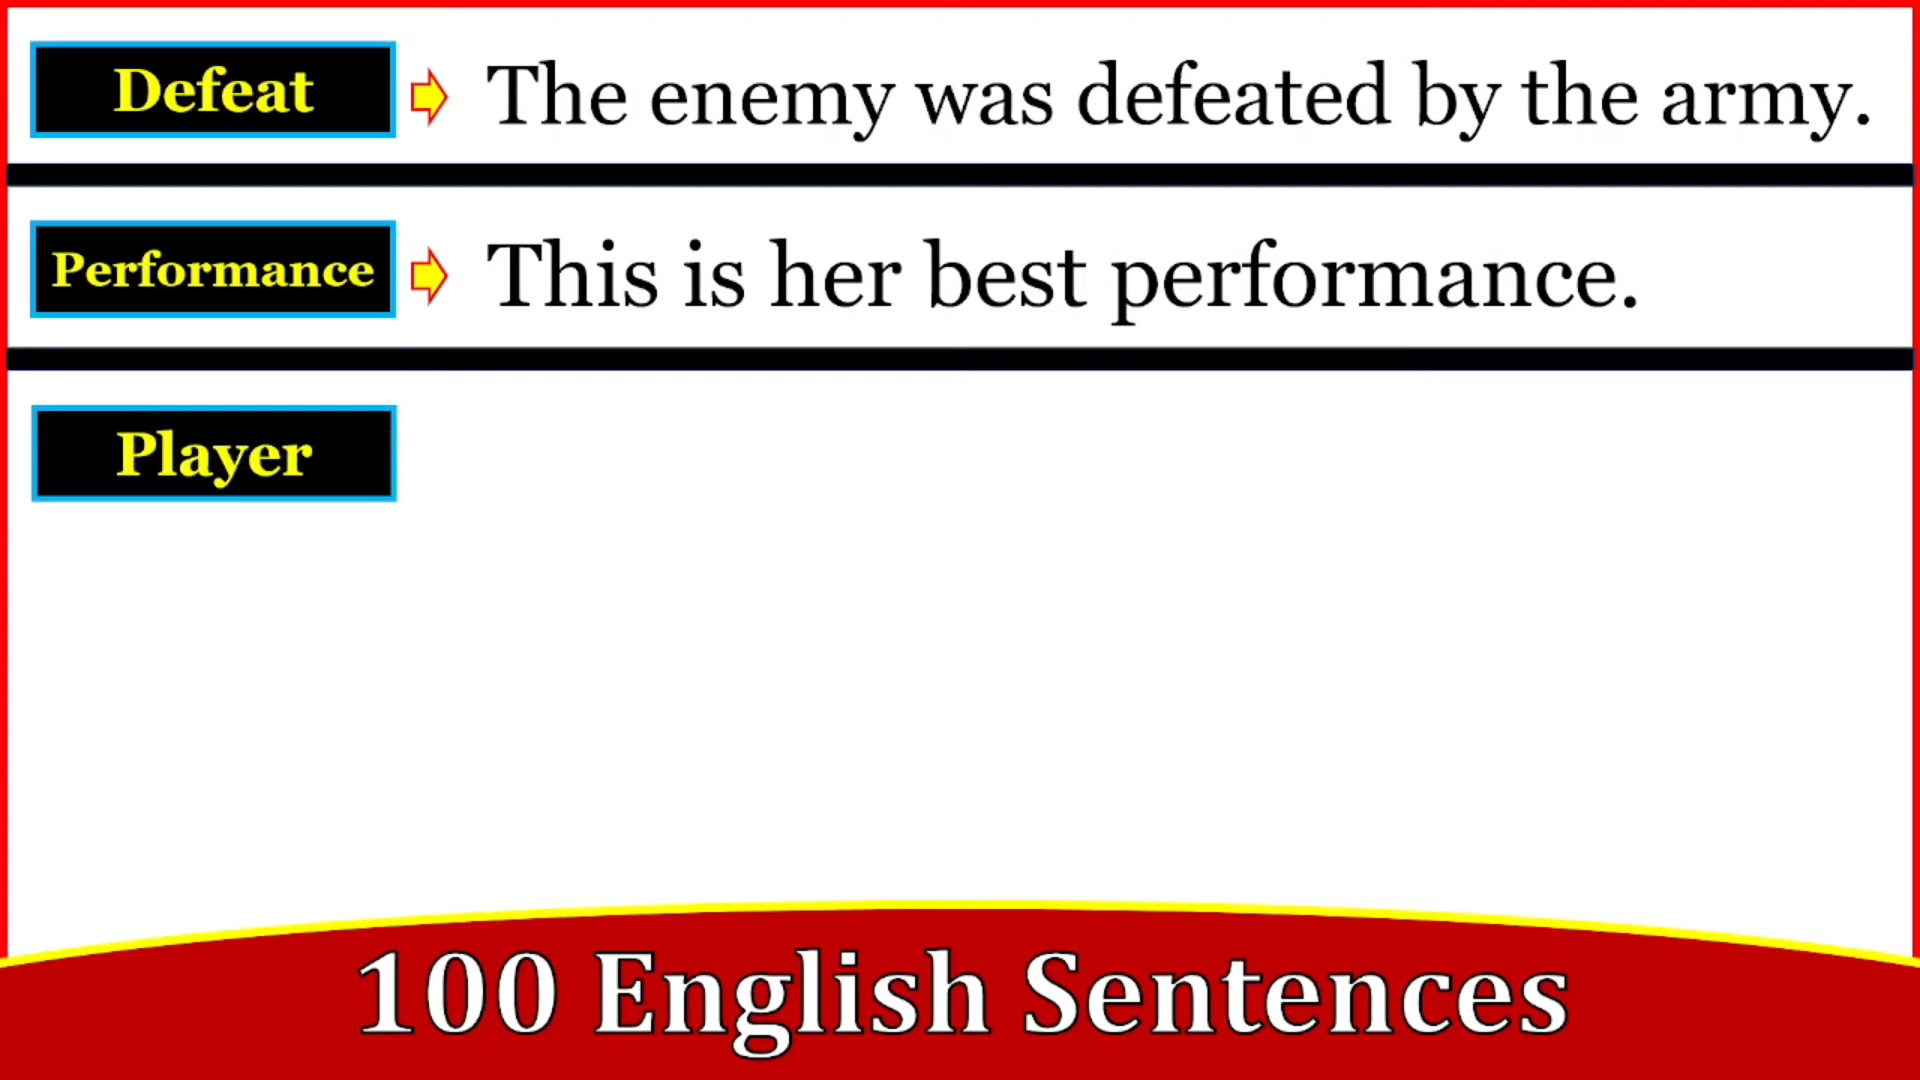 Defeat The enemy was defeated by the army.
Performance This is her best performance.
Player
100 English Sentences